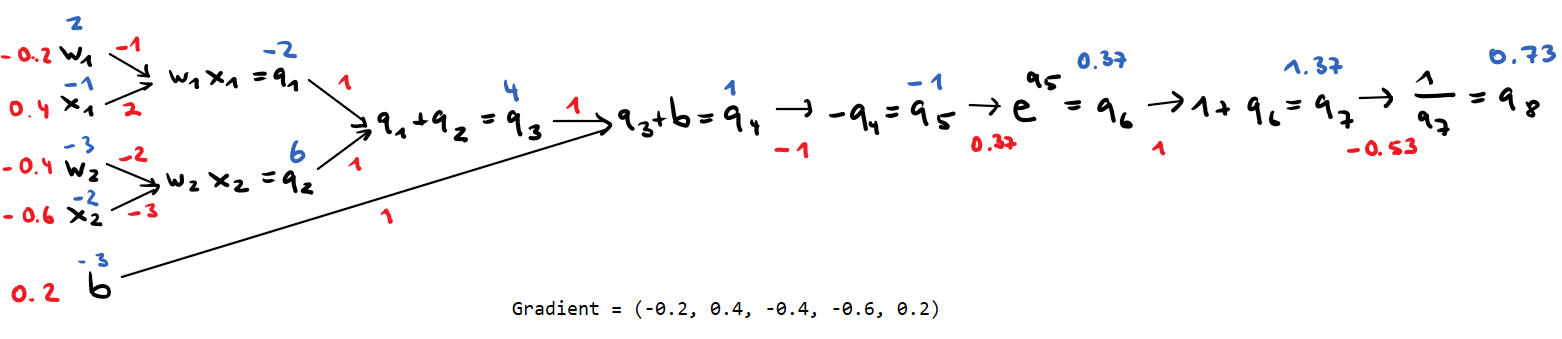 2
-0.2 w₁ -1
-1
0.4 x₁ 2
w₁ x₁ = q₁
-2
1
-3
-0.4 w₂ -2
-2
-0.6 x₂ -3
w₂ x₂ = q₂
6
1
-3
0.2 b
1
q₁ + q₂ = q₃
4
1
q₃ + b = q₄
1
-1
→ -q₄ = q₅
-1
0.37
→ e^q₅ = q₆
0.37
1
→ 1 + q₆ = q₇
1.37
-0.53
→ 1/q₇ = q₈
0.73
Gradient = (-0.2, 0.4, -0.4, -0.6, 0.2)